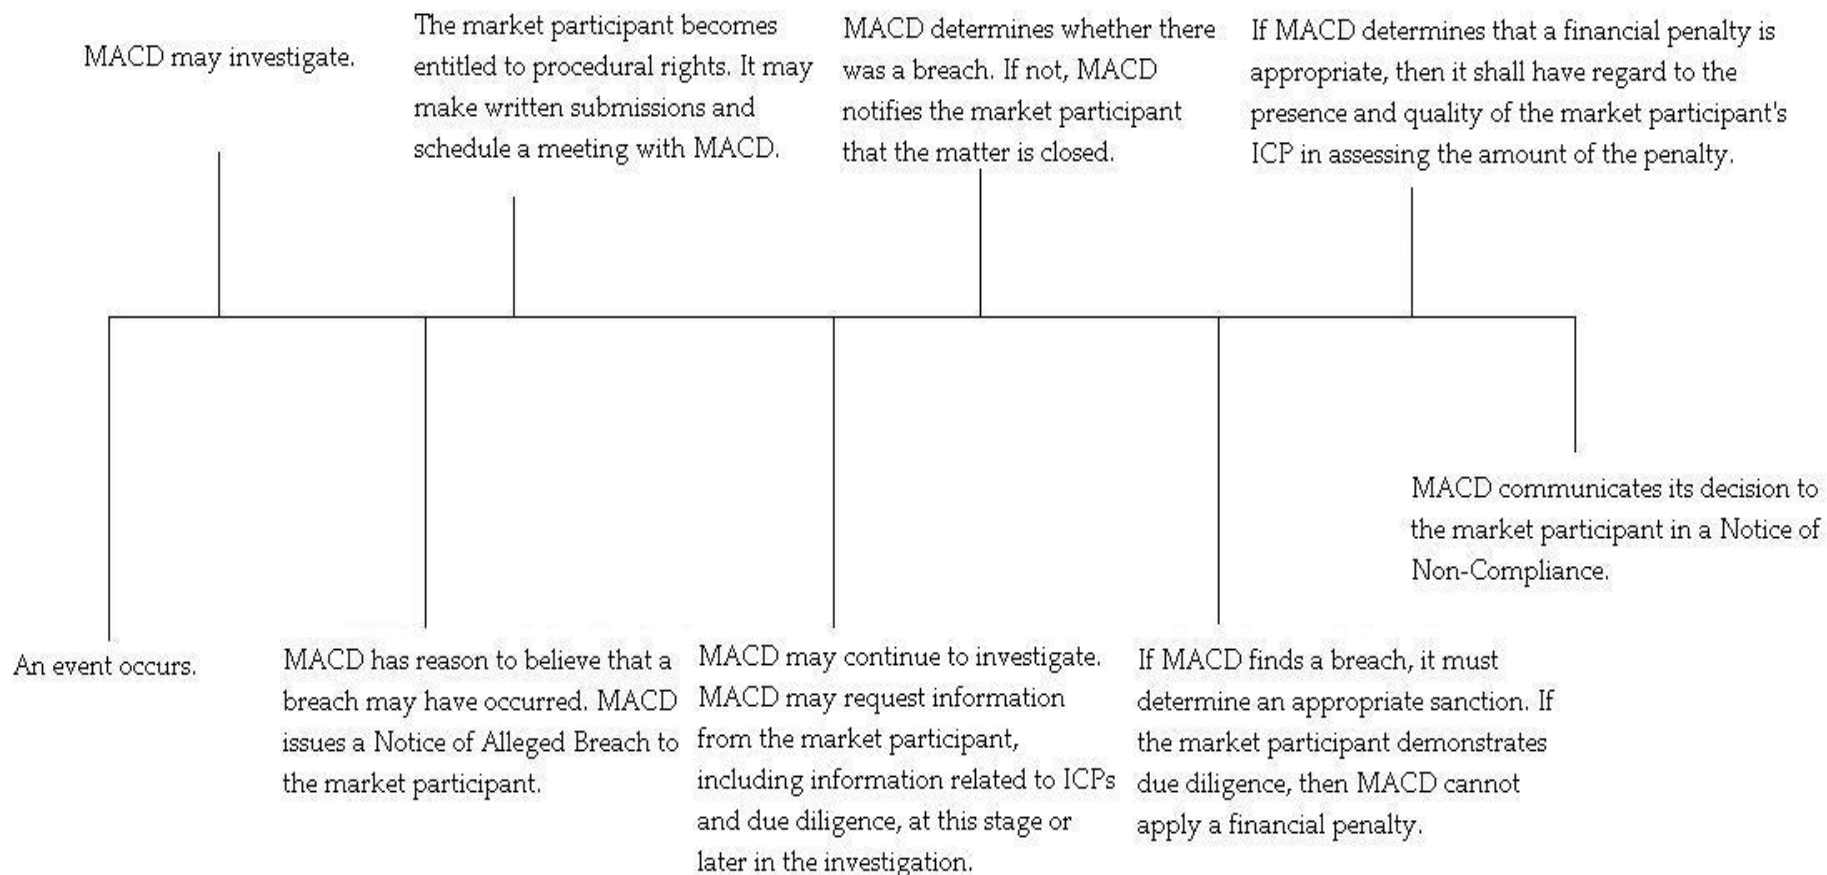 MACD may investigate.
The market participant becomes
entitled to procedural rights. It may
make written submissions and
schedule a meeting with MACD.
MACD determines whether there
was a breach. If not, MACD
notifies the market participant
that the matter is closed.
If MACD determines that a financial penalty is
appropriate, then it shall have regard to the
presence and quality of the market participant's
ICP in assessing the amount of the penalty.
MACD communicates its decision to
the market participant in a Notice of
Non-Compliance.
An event occurs.
MACD has reason to believe that a
breach may have occurred. MACD
issues a Notice of Alleged Breach to
the market participant.
MACD may continue to investigate.
MACD may request information
from the market participant,
including information related to ICPs
and due diligence, at this stage or
later in the investigation.
If MACD finds a breach, it must
determine an appropriate sanction. If
the market participant demonstrates
due diligence, then MACD cannot
apply a financial penalty.